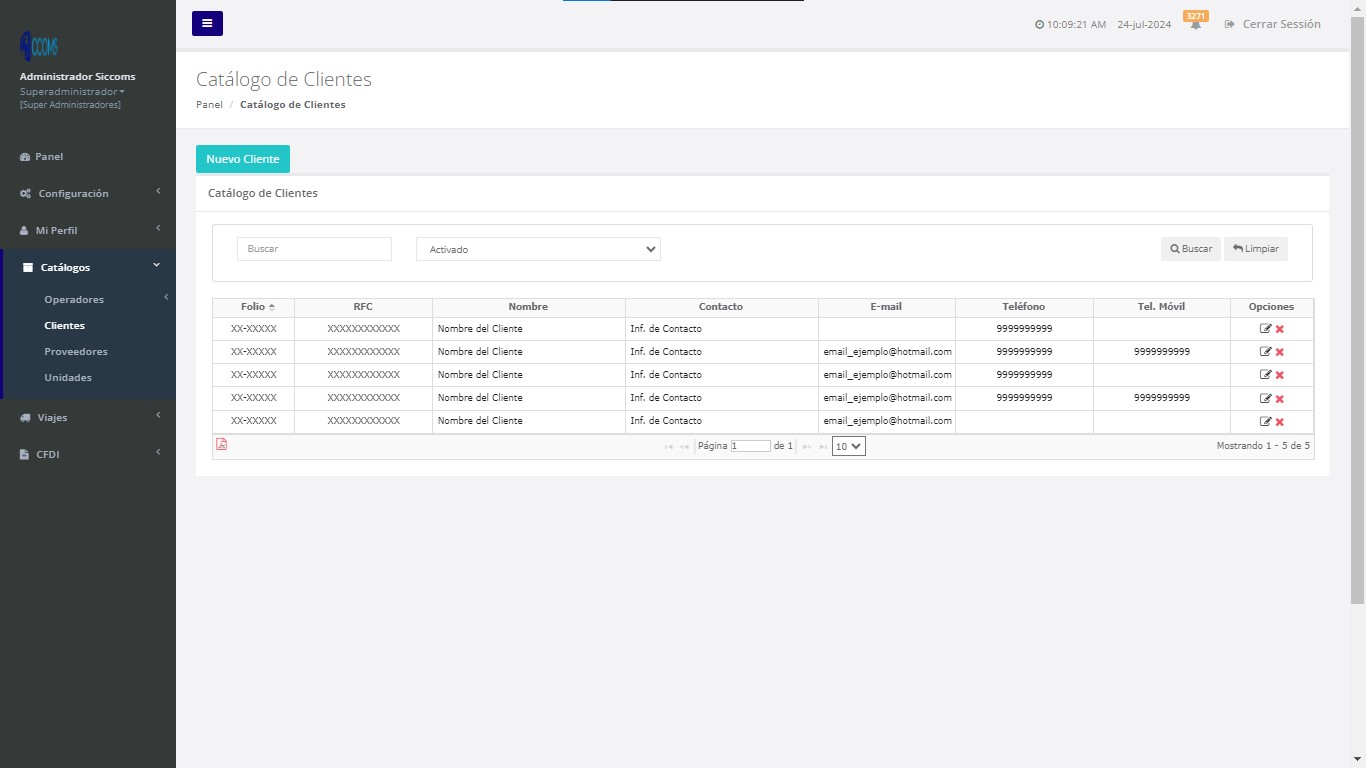 CCOMS
Administrador Siccoms
Superadministrador
[Super Administradores]
Panel
Configuración
Mi Perfil
Catálogos
Operadores
Clientes
Proveedores
Unidades
Viajes
CFDI
10:09:21 AM 24-jul-2024 3271 Cerrar Sessión
Catálogo de Clientes
Panel / Catálogo de Clientes
Nuevo Cliente
Catálogo de Clientes
Buscar Activado Buscar Limpiar
Folio RFC Nombre Contacto E-mail Teléfono Tel. Móvil Opciones
XX-XXXXX XXXXXXXXXXXX Nombre del Cliente Inf. de Contacto 9999999999
XX-XXXXX XXXXXXXXXXXX Nombre del Cliente Inf. de Contacto email_ejemplo@hotmail.com 9999999999 9999999999
XX-XXXXX XXXXXXXXXXXX Nombre del Cliente Inf. de Contacto email_ejemplo@hotmail.com 9999999999
XX-XXXXX XXXXXXXXXXXX Nombre del Cliente Inf. de Contacto email_ejemplo@hotmail.com 9999999999 9999999999
XX-XXXXX XXXXXXXXXXXX Nombre del Cliente Inf. de Contacto email_ejemplo@hotmail.com
Página 1 de 1 10 Mostrando 1 - 5 de 5